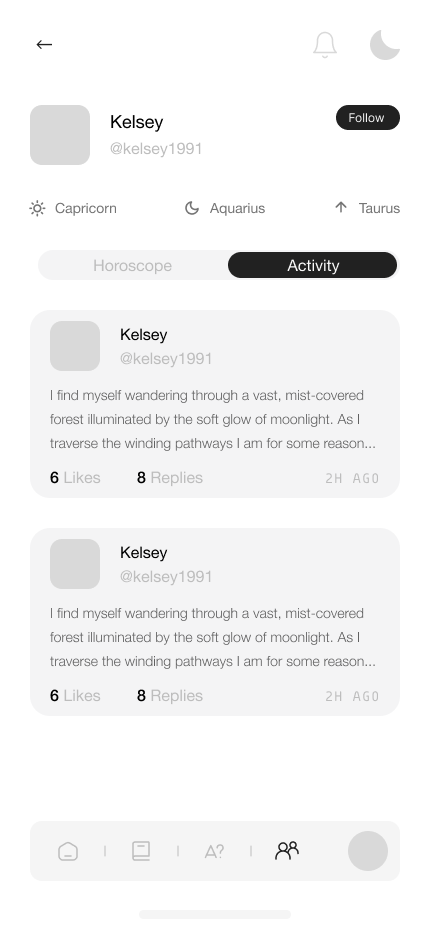 Kelsey
Follow
@kelsey1991
Capricorn
Aquarius
Taurus
Horoscope
Activity
Kelsey
@kelsey1991
I find myself wandering through a vast, mist-covered
forest illuminated by the soft glow of moonlight. As I
traverse the winding pathways I am for some reason...
6 Likes
8 Replies
2H AGO
Kelsey
@kelsey1991
I find myself wandering through a vast, mist-covered
forest illuminated by the soft glow of moonlight. As I
traverse the winding pathways I am for some reason...
6 Likes
8 Replies
2H AGO
A?